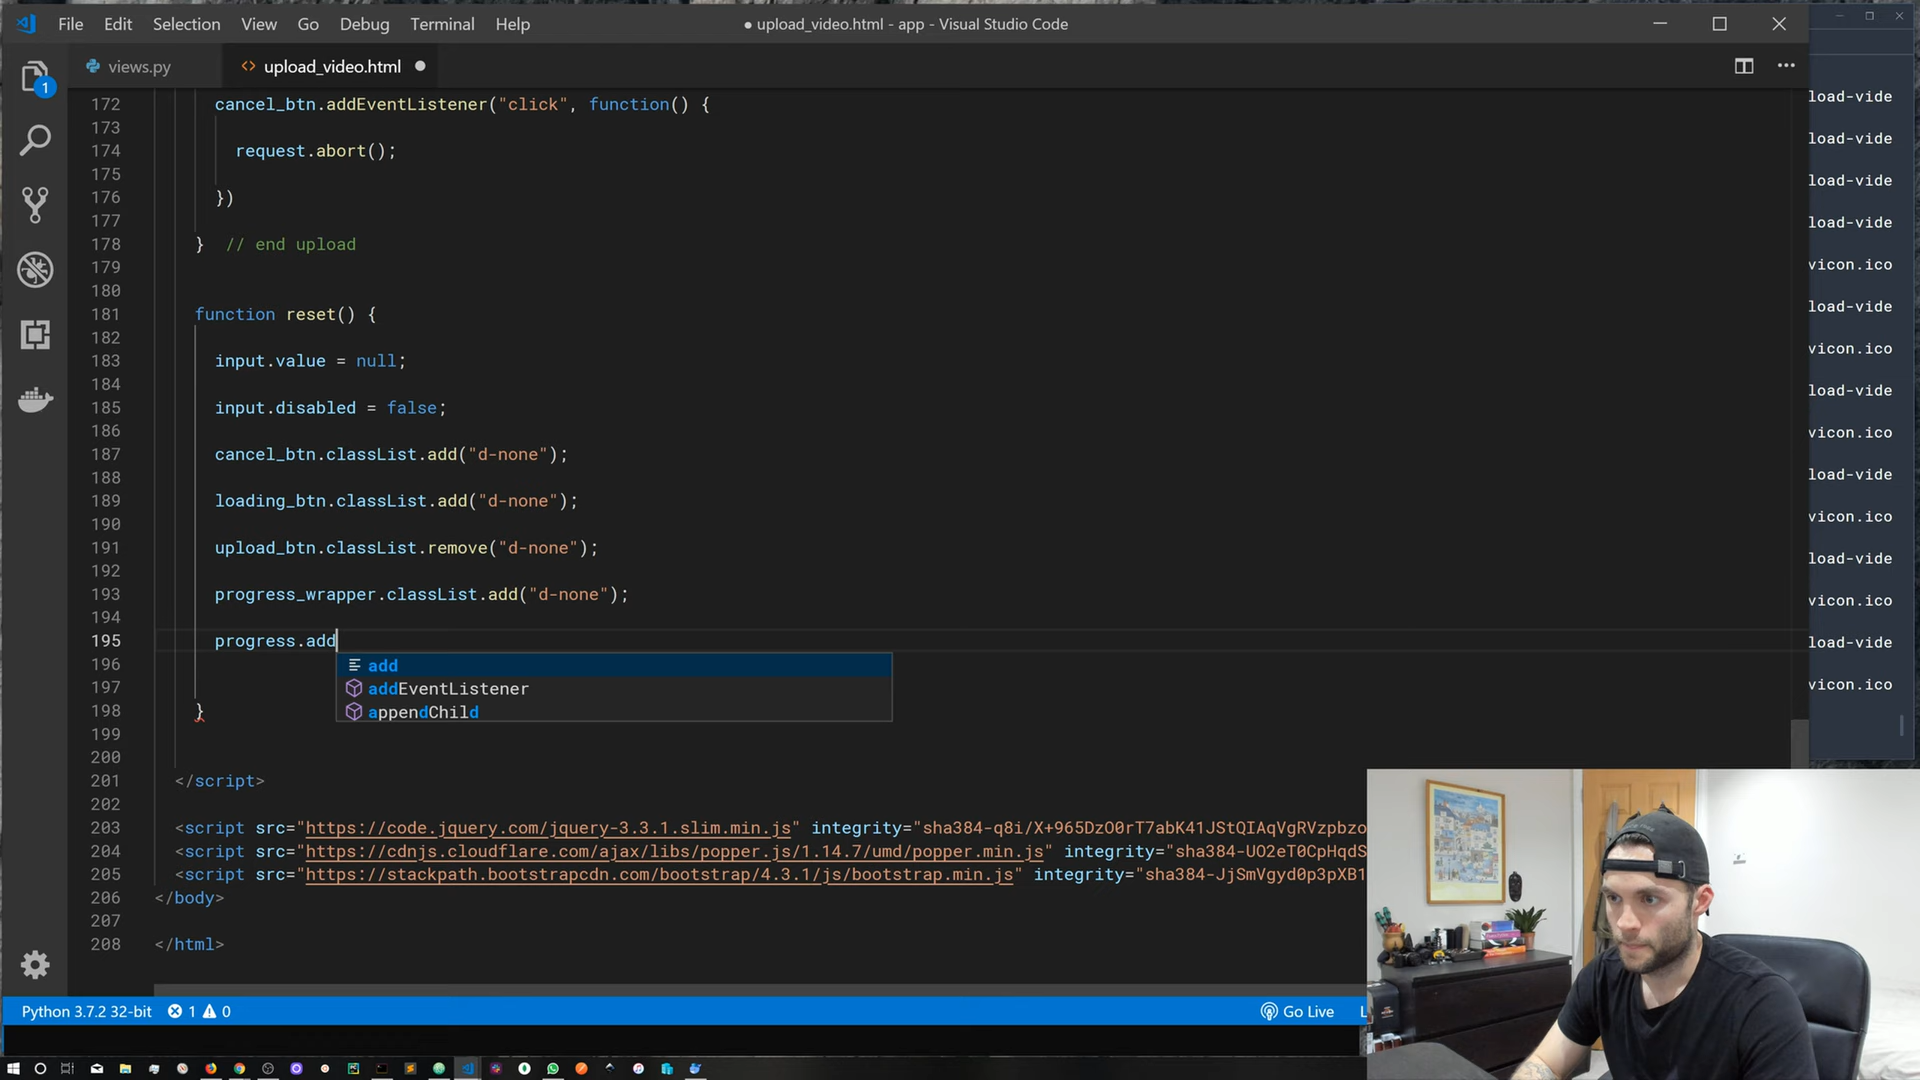 File Edit Selection View Go Debug Terminal Help
● upload_video.html - app - Visual Studio Code
views.py
<> upload_video.html ●
1
172 cancel_btn.addEventListener("click", function() {
173
174 request.abort();
175
176 })
177
178 } // end upload
179
180
181 function reset() {
182
183 input.value = null;
184
185 input.disabled = false;
186
187 cancel_btn.classList.add("d-none");
188
189 loading_btn.classList.add("d-none");
190
191 upload_btn.classList.remove("d-none");
192
193 progress_wrapper.classList.add("d-none");
194
195 progress.add
196 add
197 addEventListener
198 }
appendChild
199
200
201 </script>
202
203 <script src="https://code.jquery.com/jquery-3.3.1.slim.min.js" integrity="sha384-q8i/X+965DzO0rT7abK41JStQIAqVgRVzpbzo
204 <script src="https://cdnjs.cloudflare.com/ajax/libs/popper.js/1.14.7/umd/popper.min.js" integrity="sha384-UO2eT0CpHqdS
205 <script src="https://stackpath.bootstrapcdn.com/bootstrap/4.3.1/js/bootstrap.min.js" integrity="sha384-JjSmVgyd0p3pXB1
206 </body>
207
208 </html>
load-vide
load-vide
load-vide
load-vide
vicon.ico
load-vide
vicon.ico
load-vide
vicon.ico
load-vide
vicon.ico
load-vide
vicon.ico
load-vide
vicon.ico
Python 3.7.2 32-bit 1 0
Go Live
L